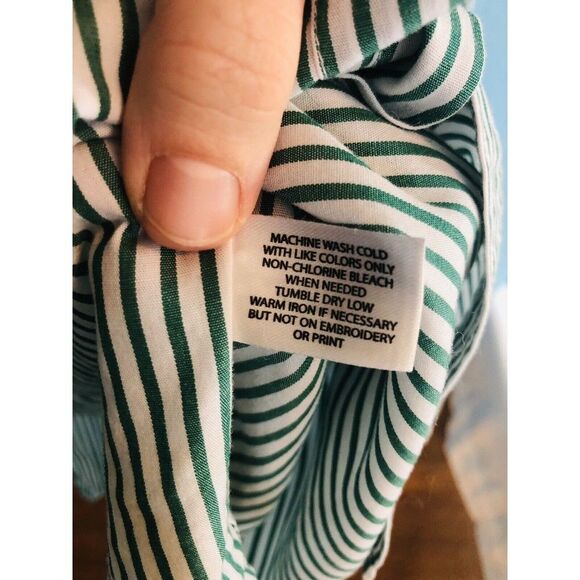 MACHINE WASH COLD
WITH LIKE COLORS ONLY
NON-CHLORINE BLEACH
WHEN NEEDED
TUMBLE DRY LOW
WARM IRON IF NECESSARY
BUT NOT ON EMBROIDERY
OR PRINT